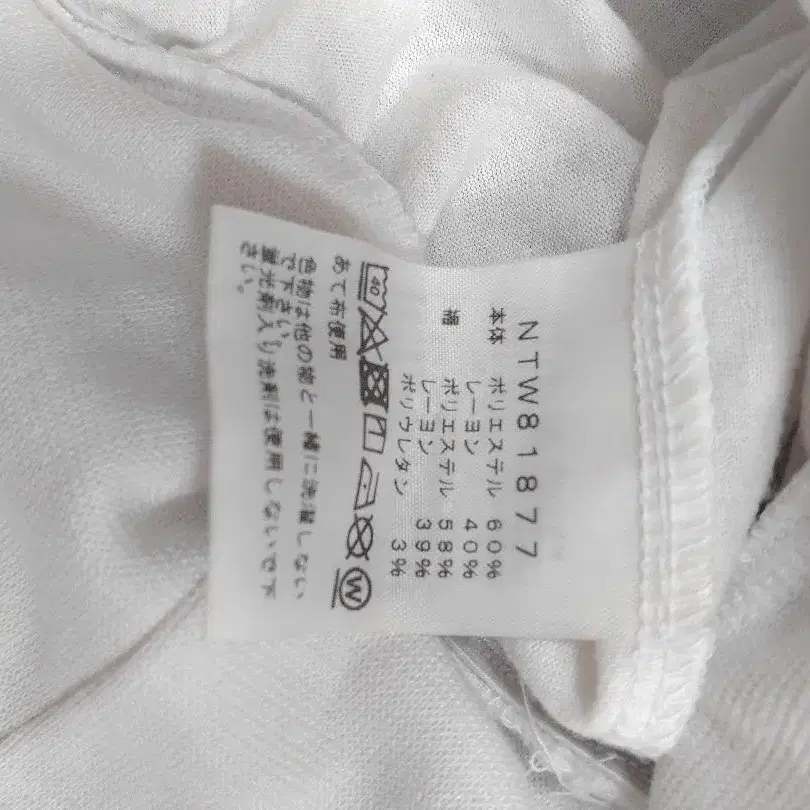 NTW81877
本体 ポリエステル 60%
レーヨン 40%
ポリエステル 58%
レーヨン 39%
ポリウレタン 3%
40 W
あて布使用
色物は他の物と一緒に洗濯しない
で下さい。
蛍光剤入り洗剤は使用しないで下
さい。